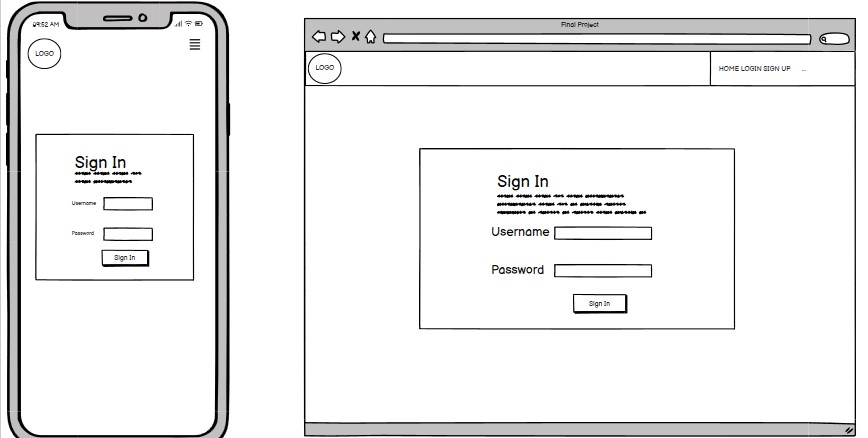 09:52 AM
LOGO
Sign In
Username
Password
Sign In
Final Project
LOGO
HOME LOGIN SIGN UP ...
Sign In
Username
Password
Sign In